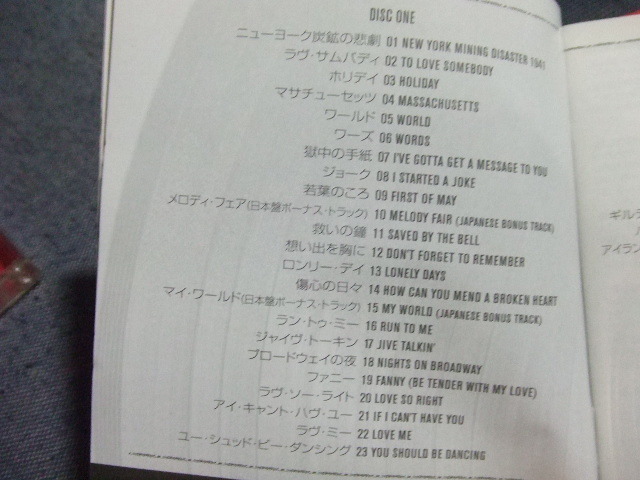 DISC ONE
ニューヨーク炭鉱の悲劇 01 NEW YORK MINING DISASTER 1941
ラヴ・サムバディ 02 TO LOVE SOMEBODY
ホリデイ 03 HOLIDAY
マサチューセッツ 04 MASSACHUSETTS
ワールド 05 WORLD
ワーズ 06 WORDS
獄中の手紙 07 I'VE GOTTA GET A MESSAGE TO YOU
ジョーク 08 I STARTED A JOKE
若葉のころ 09 FIRST OF MAY
メロディ・フェア(日本盤ボーナス・トラック) 10 MELODY FAIR (JAPANESE BONUS TRACK)
救いの鐘 11 SAVED BY THE BELL
想い出を胸に 12 DON'T FORGET TO REMEMBER
ロンリー・デイ 13 LONELY DAYS
傷心の日々 14 HOW CAN YOU MEND A BROKEN HEART
マイ・ワールド(日本盤ボーナス・トラック) 15 MY WORLD (JAPANESE BONUS TRACK)
ラン・トゥ・ミー 16 RUN TO ME
ジャイヴ・トーキン 17 JIVE TALKIN'
ブロードウェイの夜 18 NIGHTS ON BROADWAY
ファニー 19 FANNY (BE TENDER WITH MY LOVE)
ラヴ・ソー・ライト 20 LOVE SO RIGHT
アイ・キャント・ハヴ・ユー 21 IF I CAN'T HAVE YOU
ラヴ・ミー 22 LOVE ME
ユー・シュッド・ビー・ダンシング 23 YOU SHOULD BE DANCING
ギルテ
アイラン